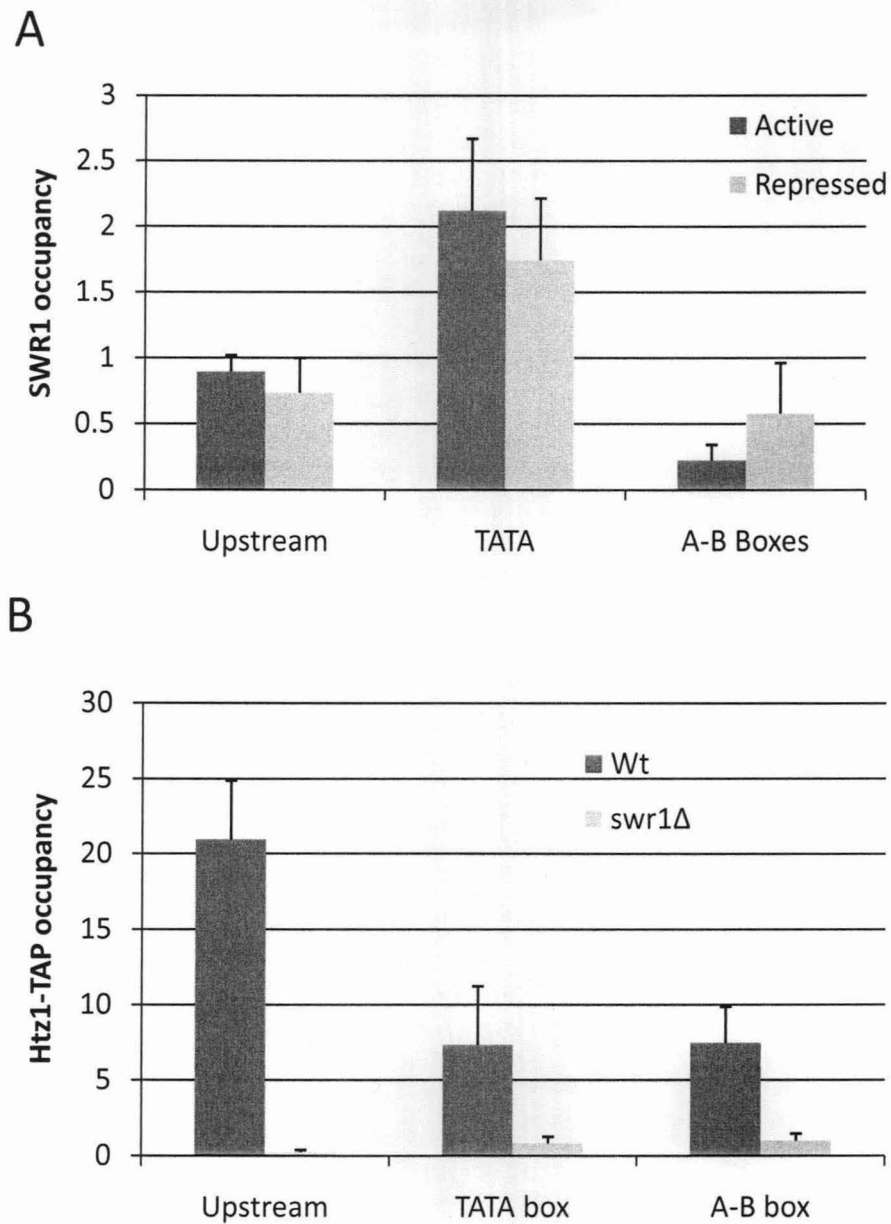 A
3
2.5
2
1.5
1
0.5
0
SWR1 occupancy
Active
Repressed
Upstream
TATA
A-B Boxes
B
30
25
20
15
10
5
0
Htz1-TAP occupancy
Wt
swr1Δ
Upstream
TATA box
A-B box